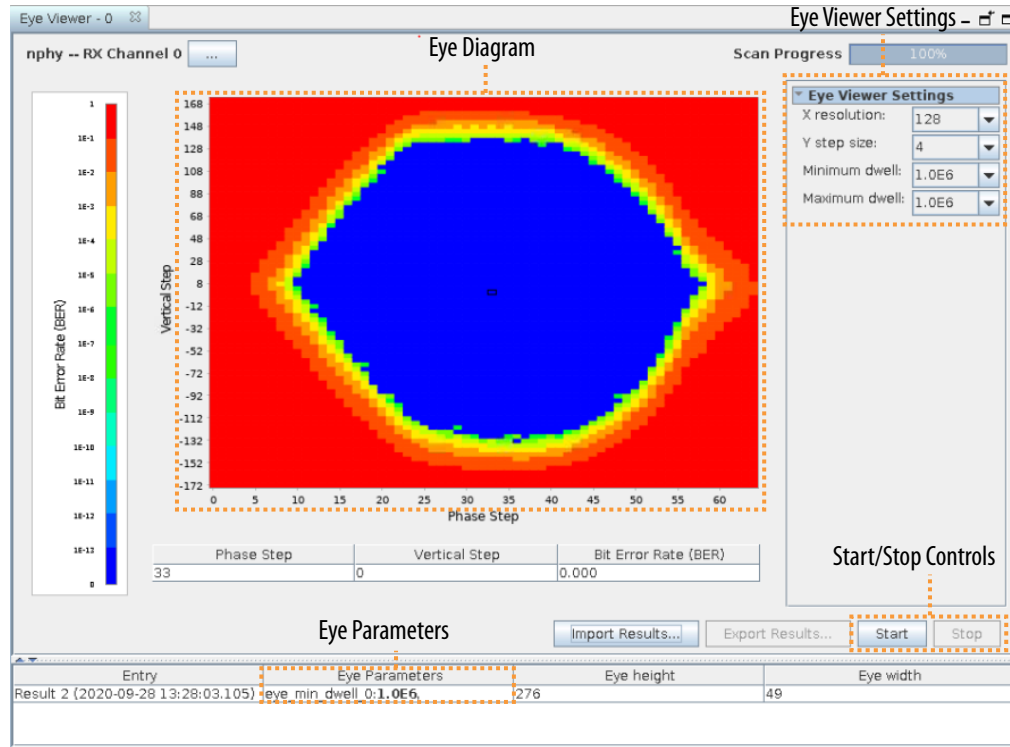 Eye Viewer - 0
Eye Viewer Settings
nphy -- RX Channel 0
...
Eye Diagram
Scan Progress
100%
Eye Viewer Settings
X resolution:
128
Y step size:
4
Minimum dwell:
1.0E6
Maximum dwell:
1.0E6
1
1E-1
1E-2
1E-3
1E-4
1E-5
1E-6
1E-7
1E-8
1E-9
1E-10
1E-11
1E-12
1E-13
0
Bit Error Rate (BER)
168
148
128
108
88
68
48
28
8
-12
-32
-52
-72
-92
-112
-132
-152
-172
Vertical Step
0 5 10 15 20 25 30 35 40 45 50 55 60
Phase Step
Phase Step Vertical Step Bit Error Rate (BER)
33 0 0.000
Start/Stop Controls
Eye Parameters
Import Results... Export Results... Start Stop
Entry Eye Parameters Eye height Eye width
Result 2 (2020-09-28 13:28:03.105) eye_min_dwell_0:1.0E6, 276 49